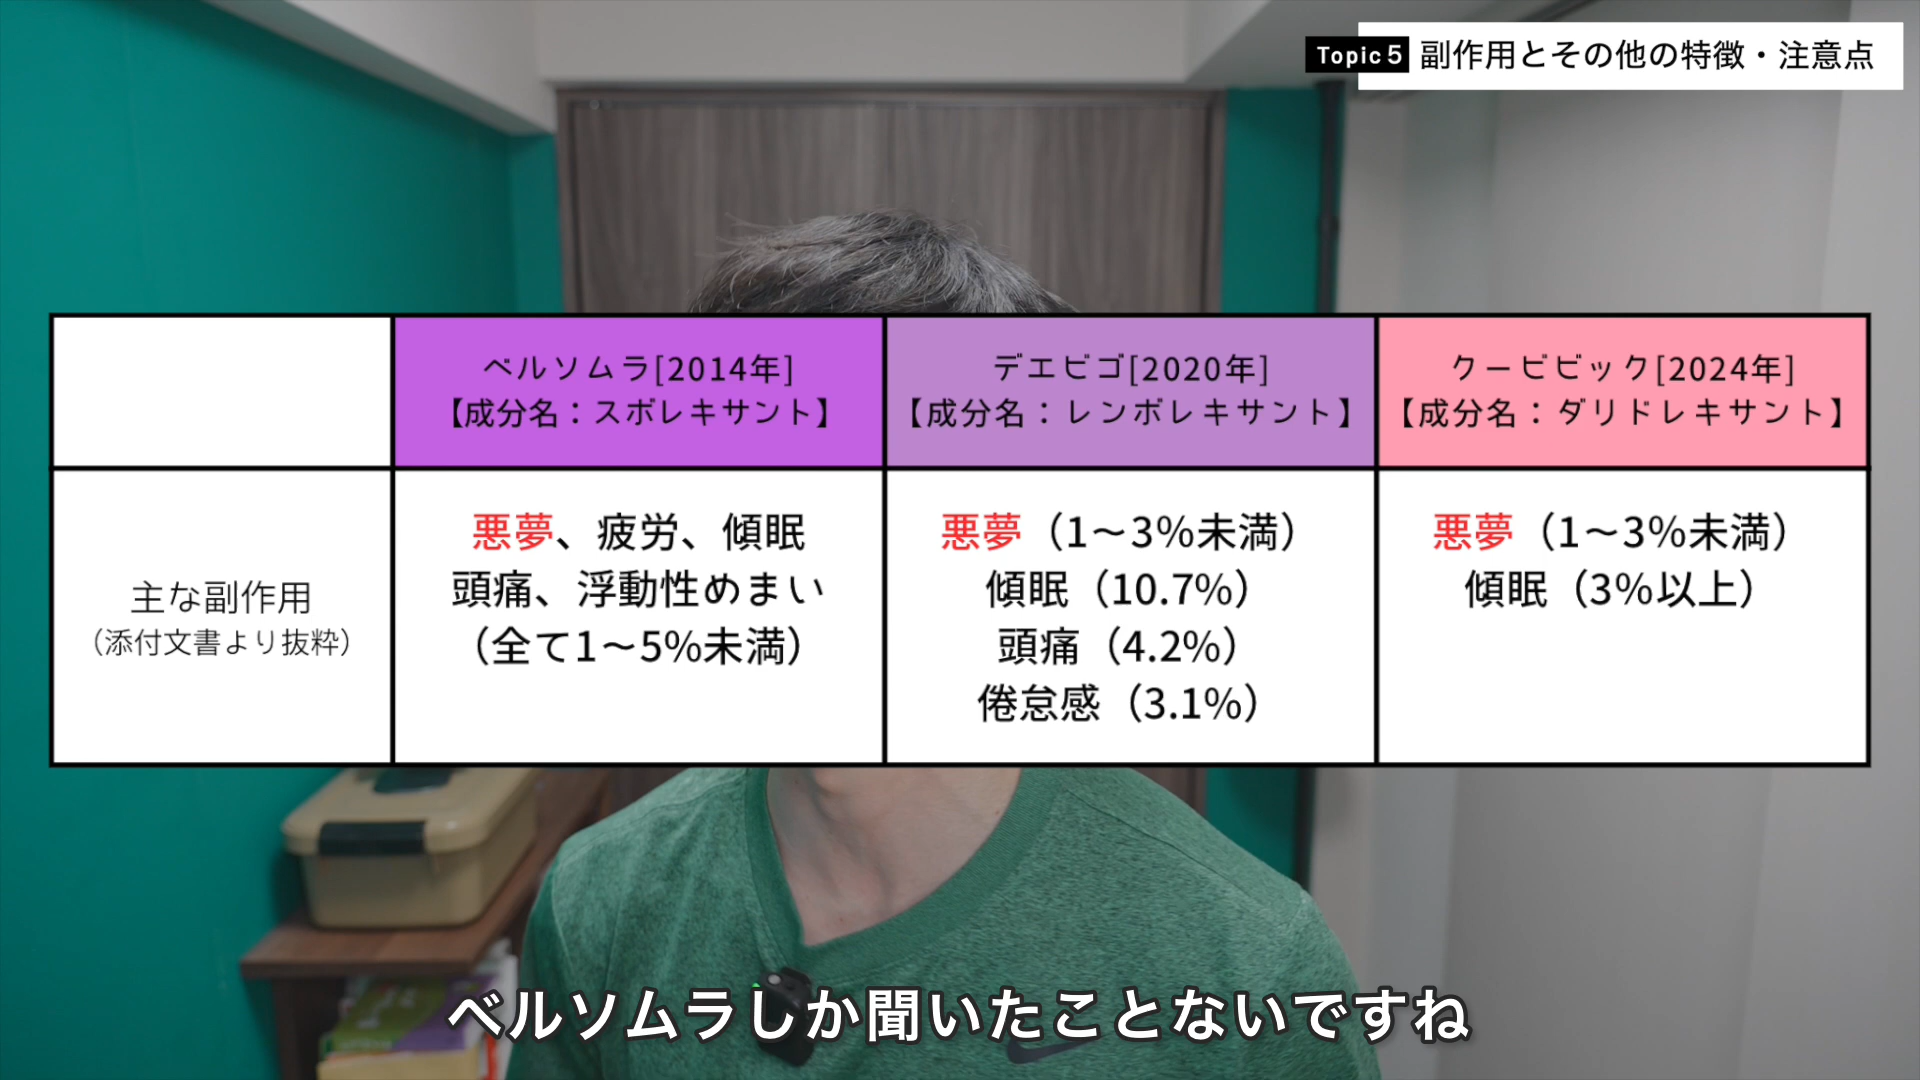 Topic 5 副作用とその他の特徴・注意点
ベルソムラ[2014年]
【成分名：スボレキサント】
デエビゴ[2020年]
【成分名：レンボレキサント】
クービビック[2024年]
【成分名：ダリドレキサント】
主な副作用
（添付文書より抜粋）
悪夢、疲労、傾眠
頭痛、浮動性めまい
（全て1〜5%未満）
悪夢（1〜3%未満）
傾眠（10.7%）
頭痛（4.2%）
倦怠感（3.1%）
悪夢（1〜3%未満）
傾眠（3%以上）
ベルソムラしか聞いたことないですね